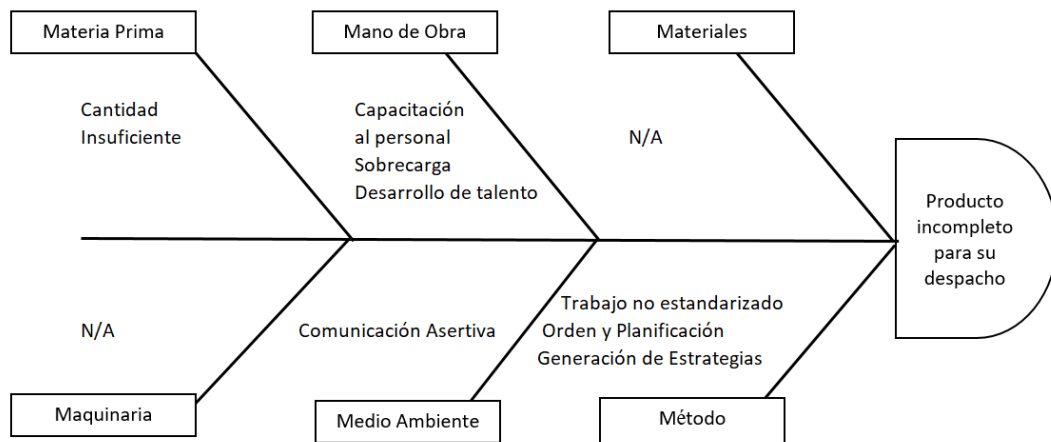 Materia Prima
Mano de Obra
Materiales
Cantidad
Insuficiente
Capacitación
al personal
Sobrecarga
Desarrollo de talento
N/A
Producto
incompleto
para su
despacho
N/A
Comunicación Asertiva
Trabajo no estandarizado
Orden y Planificación
Generación de Estrategias
Maquinaria
Medio Ambiente
Método